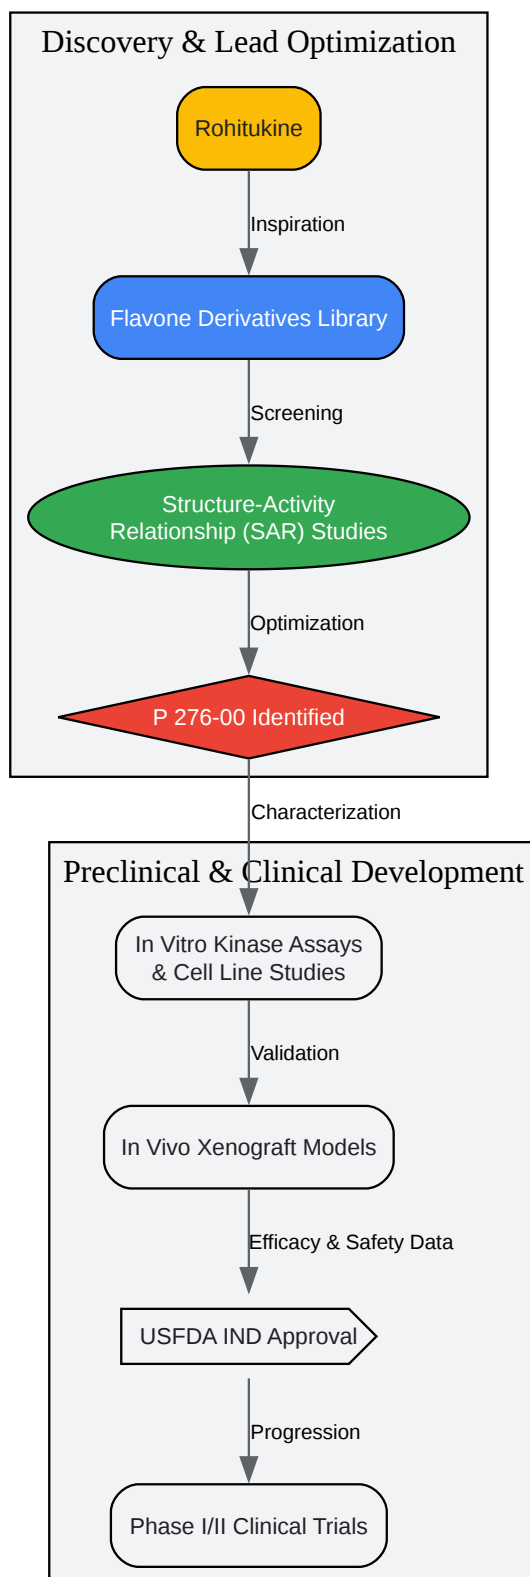 Discovery & Lead Optimization
Rohitukine
Inspiration
Flavone Derivatives Library
Screening
Structure-Activity
Relationship (SAR) Studies
Optimization
P 276-00 Identified
Characterization
Preclinical & Clinical Development
In Vitro Kinase Assays
& Cell Line Studies
Validation
In Vivo Xenograft Models
Efficacy & Safety Data
USFDA IND Approval
Progression
Phase I/II Clinical Trials